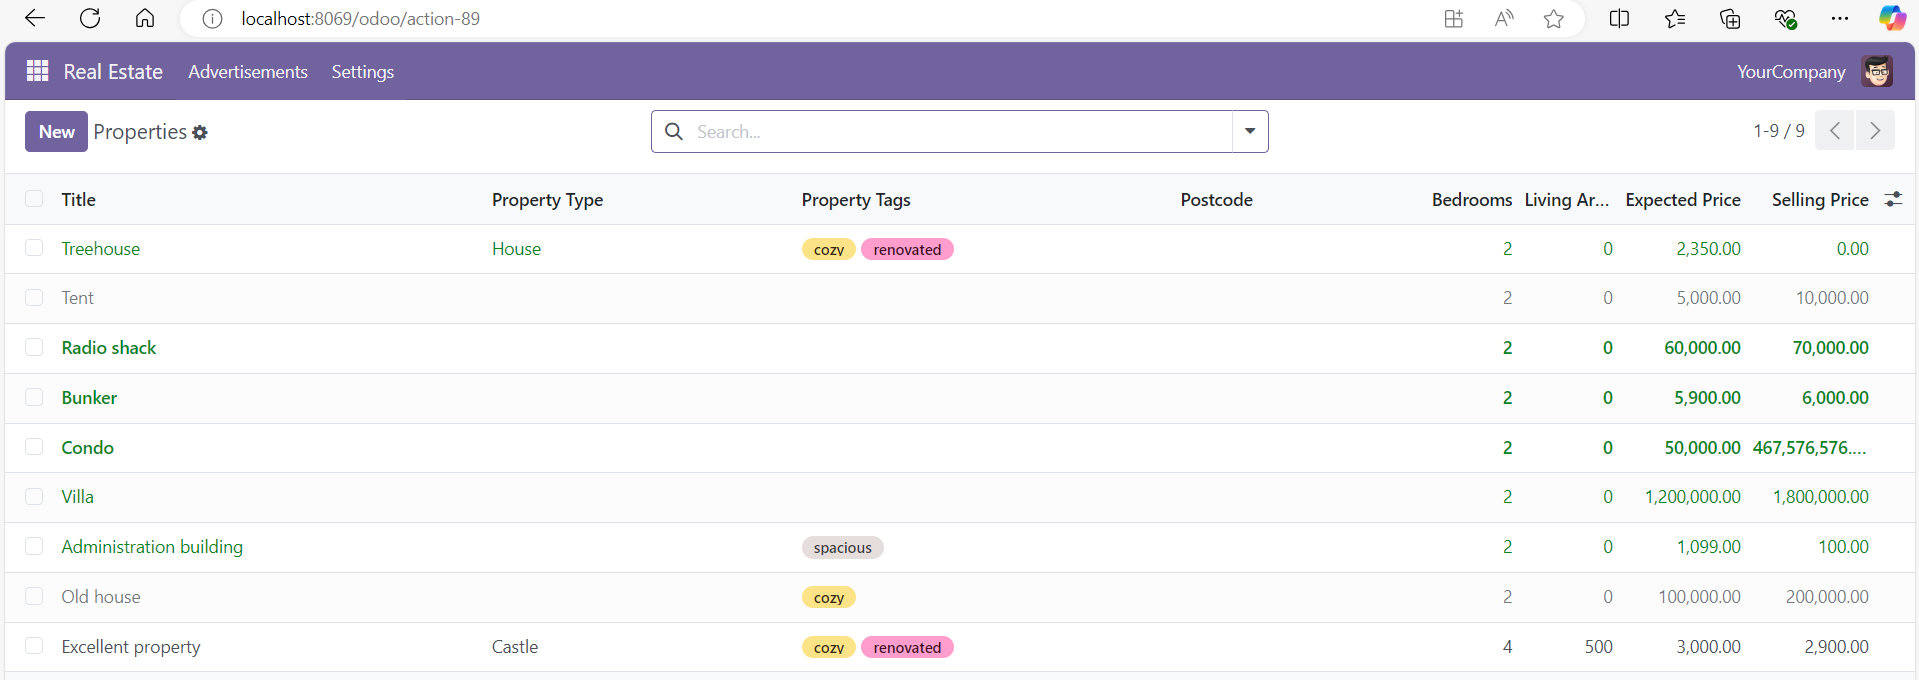 localhost:8069/odoo/action-89
Real Estate Advertisements Settings YourCompany
New Properties Search... 1-9 / 9
Title Property Type Property Tags Postcode Bedrooms Living Ar... Expected Price Selling Price
Treehouse House cozy renovated 2 0 2,350.00 0.00
Tent 2 0 5,000.00 10,000.00
Radio shack 2 0 60,000.00 70,000.00
Bunker 2 0 5,900.00 6,000.00
Condo 2 0 50,000.00 467,576,576....
Villa 2 0 1,200,000.00 1,800,000.00
Administration building spacious 2 0 1,099.00 100.00
Old house cozy 2 0 100,000.00 200,000.00
Excellent property Castle cozy renovated 4 500 3,000.00 2,900.00